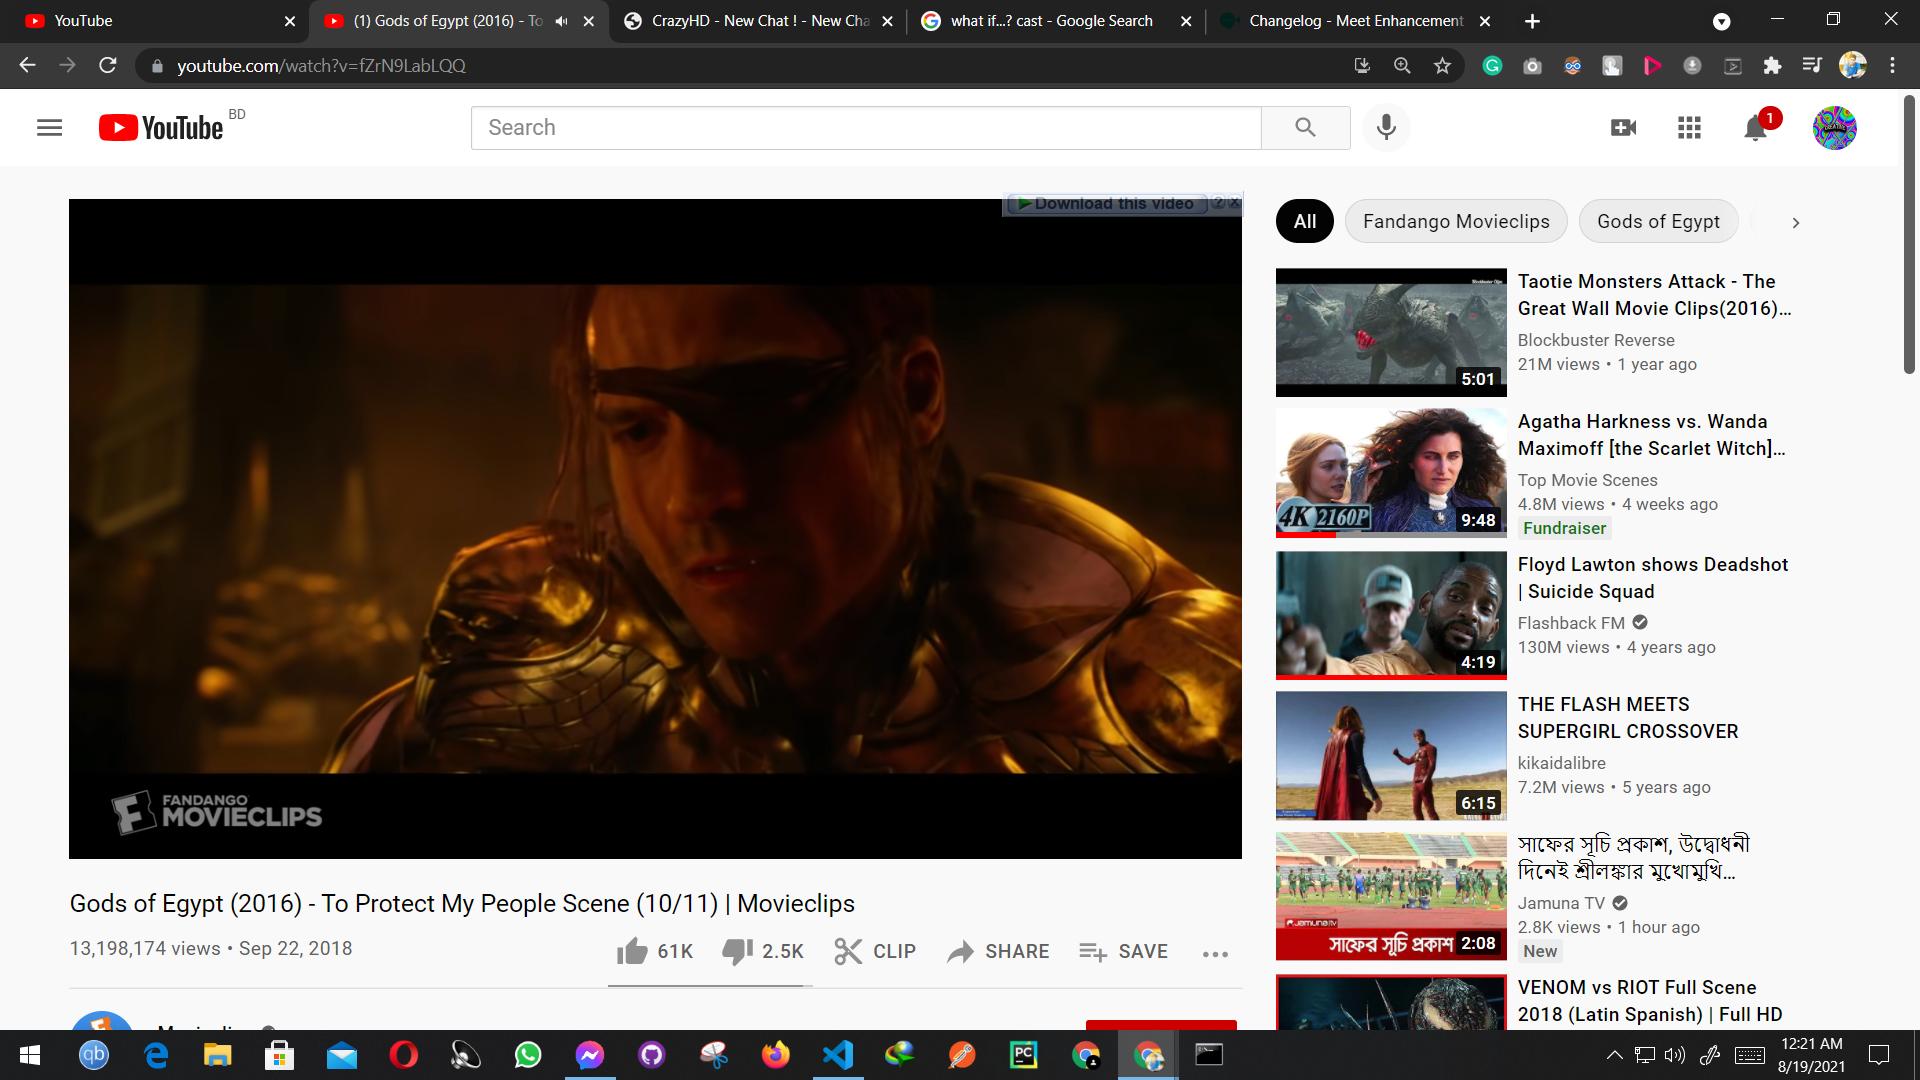 YouTube
(1) Gods of Egypt (2016) - To
CrazyHD - New Chat ! - New Cha
what if...? cast - Google Search
Changelog - Meet Enhancement
youtube.com/watch?v=fZrN9LabLQQ
YouTube BD
Search
1
Download this video
All
Fandango Movieclips
Gods of Egypt
Taotie Monsters Attack - The
Great Wall Movie Clips(2016)...
Blockbuster Reverse
21M views • 1 year ago
5:01
Agatha Harkness vs. Wanda
Maximoff [the Scarlet Witch]...
Top Movie Scenes
4.8M views • 4 weeks ago
Fundraiser
4K 2160P
9:48
Floyd Lawton shows Deadshot
| Suicide Squad
Flashback FM
130M views • 4 years ago
4:19
THE FLASH MEETS
SUPERGIRL CROSSOVER
kikaidalibre
7.2M views • 5 years ago
6:15
সাফের সূচি প্রকাশ, উদ্বোধনী
দিনেই শ্রীলঙ্কার মুখোমুখি...
Jamuna TV
2.8K views • 1 hour ago
New
Jamuna TV
সাফের সূচি প্রকাশ
2:08
VENOM vs RIOT Full Scene
2018 (Latin Spanish) | Full HD
FANDANGO
MOVIECLIPS
Gods of Egypt (2016) - To Protect My People Scene (10/11) | Movieclips
13,198,174 views • Sep 22, 2018
61K
2.5K
CLIP
SHARE
SAVE
qb
PC
12:21 AM
8/19/2021